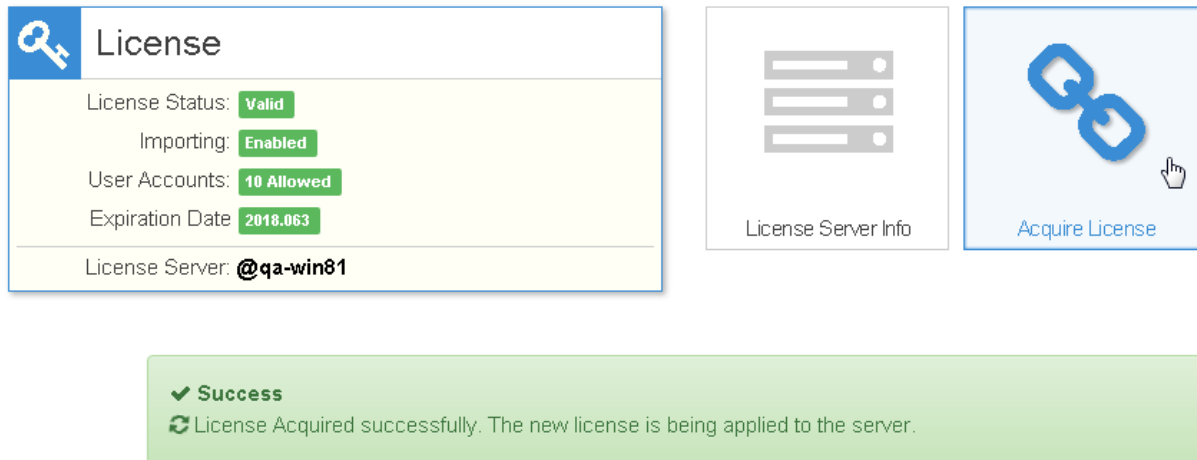 License
License Status: Valid
Importing: Enabled
User Accounts: 10 Allowed
Expiration Date 2018.063
License Server: @qa-win81
License Server Info
Acquire License
Success
License Acquired successfully. The new license is being applied to the server.